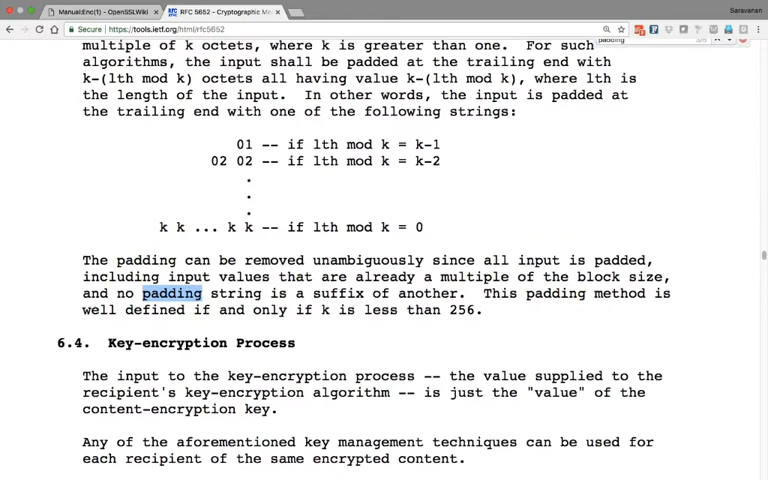 Manual:Enc(1) - OpenSSLWiki
RFC 5652 - Cryptographic Me
Saravanan
Secure https://tools.ietf.org/html/rfc5652
padding
multiple of k octets, where k is greater than one. For such
algorithms, the input shall be padded at the trailing end with
k-(lth mod k) octets all having value k-(lth mod k), where lth is
the length of the input. In other words, the input is padded at
the trailing end with one of the following strings:
01 -- if lth mod k = k-1
02 02 -- if lth mod k = k-2
.
.
.
k k ... k k -- if lth mod k = 0
The padding can be removed unambiguously since all input is padded,
including input values that are already a multiple of the block size,
and no padding string is a suffix of another. This padding method is
well defined if and only if k is less than 256.
6.4. Key-encryption Process
The input to the key-encryption process -- the value supplied to the
recipient's key-encryption algorithm -- is just the "value" of the
content-encryption key.
Any of the aforementioned key management techniques can be used for
each recipient of the same encrypted content.